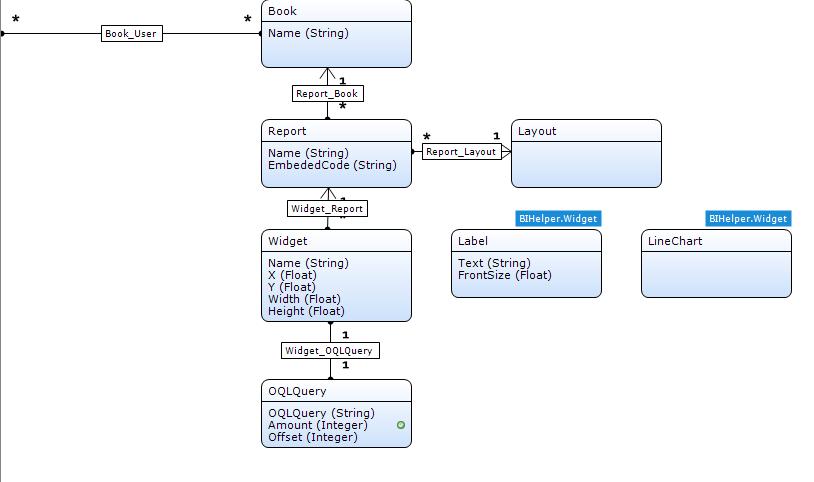 Book
* *
Book_User
Name (String)
1
Report_Book
*
Report
* 1
Layout
Name (String)
EmbededCode (String)
Report_Layout
1
Widget_Report
*
BIHelper.Widget
BIHelper.Widget
Widget
Label
LineChart
Name (String)
X (Float)
Y (Float)
Width (Float)
Height (Float)
Text (String)
FrontSize (Float)
1
Widget_OQLQuery
1
OQLQuery
OQLQuery (String)
Amount (Integer)
Offset (Integer)